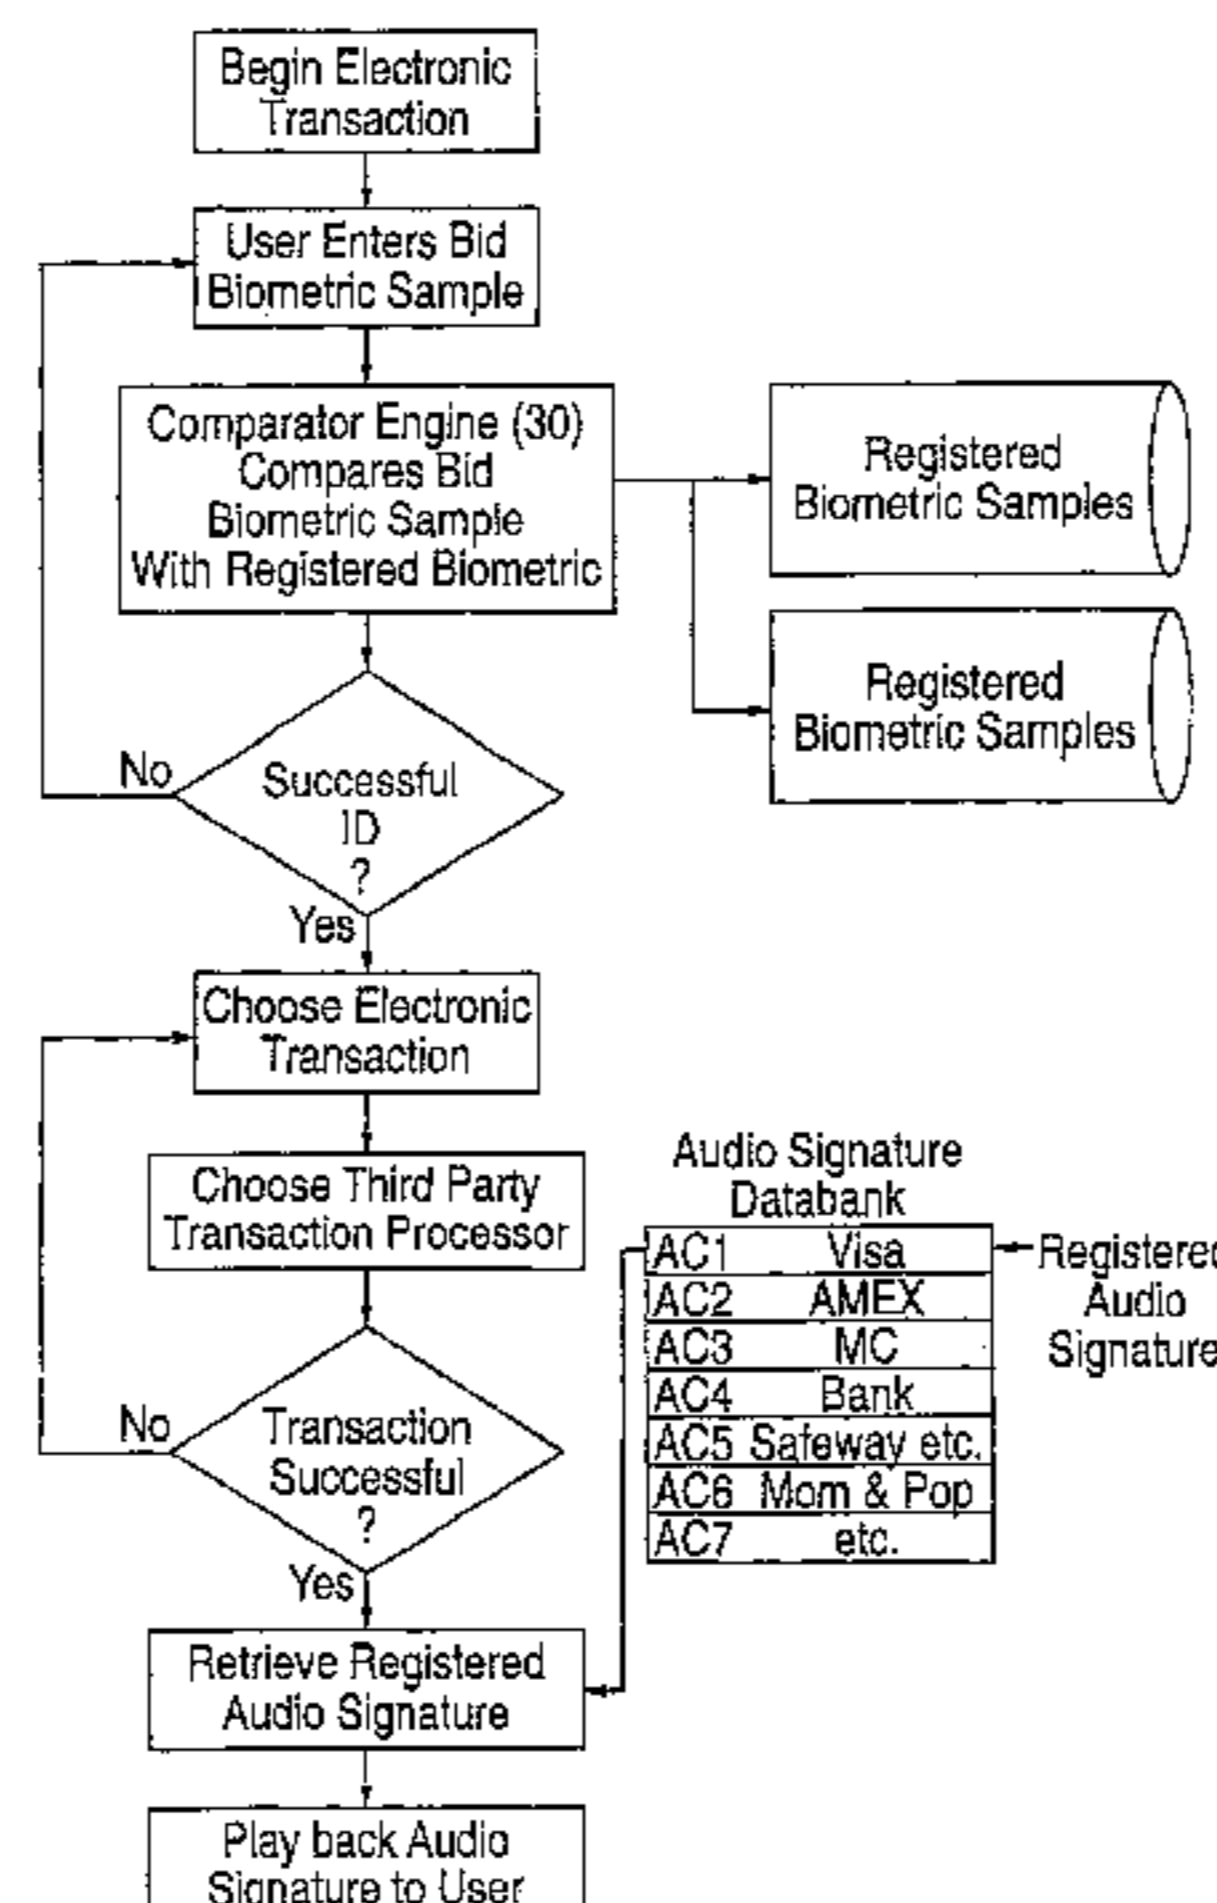 Begin Electronic
Transaction
User Enters Bid
Biometric Sample
Comparator Engine (30)
Compares Bid
Biometric Sample
With Registered Biometric
Registered
Biometric Samples
Registered
Biometric Samples
No
Successful
ID
?
Yes
Choose Electronic
Transaction
Choose Third Party
Transaction Processor
Audio Signature
Databank
AC1 Visa
AC2 AMEX
AC3 MC
AC4 Bank
AC5 Safeway etc.
AC6 Mom & Pop
AC7 etc.
Registered
Audio
Signature
No
Transaction
Successful
?
Yes
Retrieve Registered
Audio Signature
Play back Audio
Signature to User